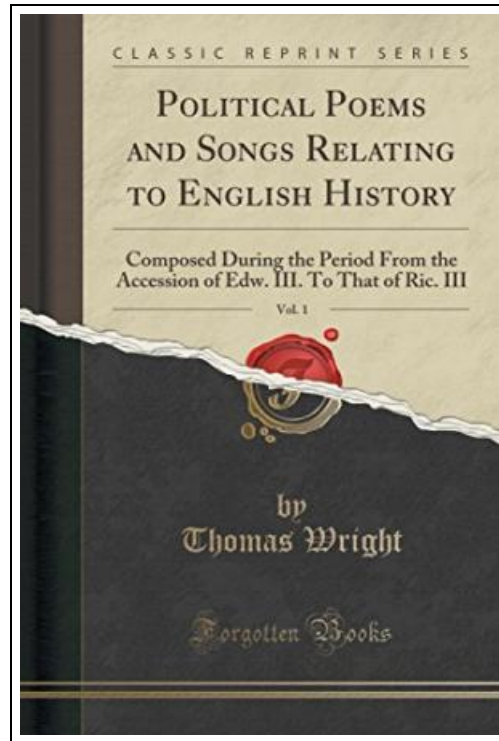 CLASSIC REPRINT SERIES
POLITICAL POEMS
AND SONGS RELATING
TO ENGLISH HISTORY
Composed During the Period From the
Accession of Edw. III. To That of Ric. III
Vol. 1
by
Thomas Wright
Forgotten Books